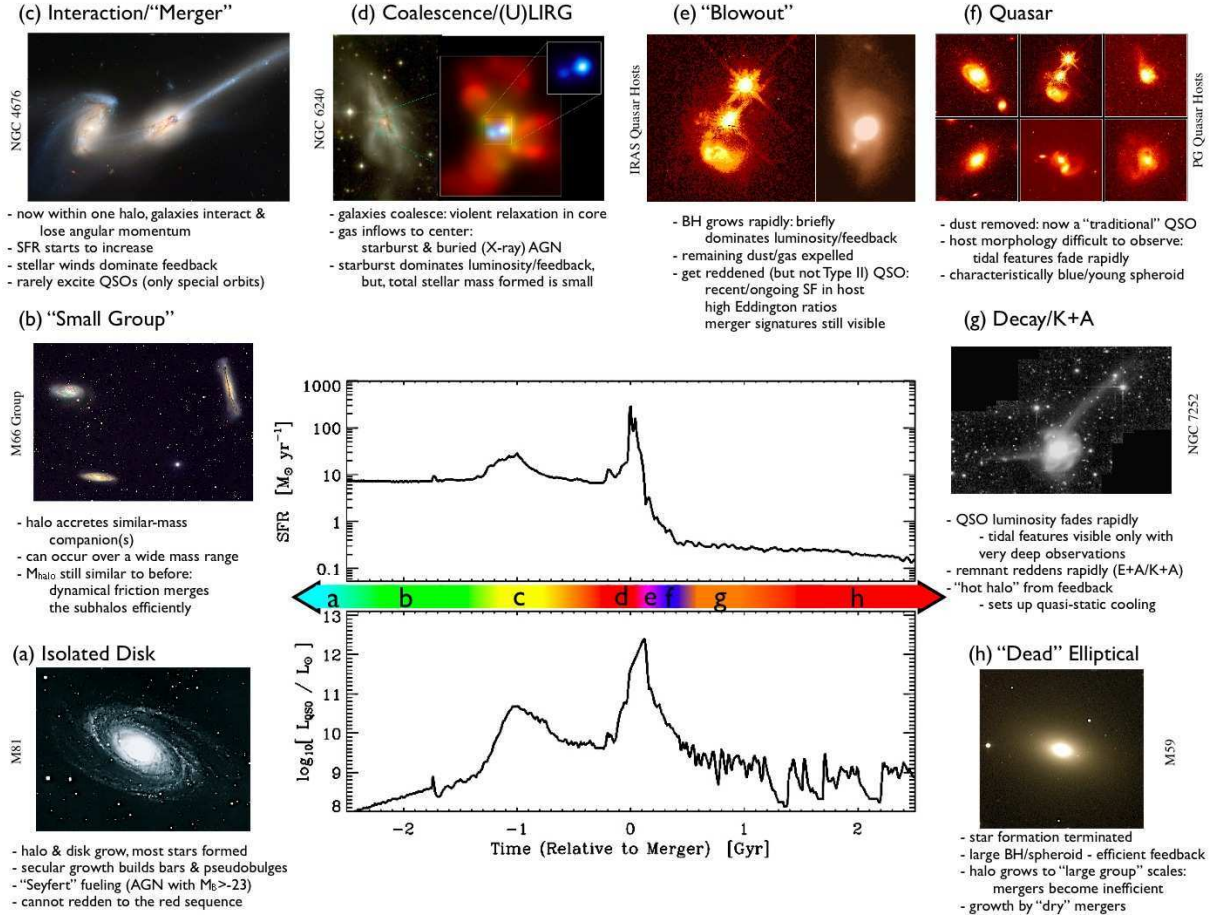 (c) Interaction/“Merger”
NGC 4676
- now within one halo, galaxies interact &
lose angular momentum
- SFR starts to increase
- stellar winds dominate feedback
- rarely excite QSOs (only special orbits)
(d) Coalescence/(U)LIRG
NGC 6240
- galaxies coalesce: violent relaxation in core
- gas inflows to center:
starburst & buried (X-ray) AGN
- starburst dominates luminosity/feedback,
but, total stellar mass formed is small
(e) “Blowout”
IRAS Quasar Hosts
- BH grows rapidly: briefly
dominates luminosity/feedback
- remaining dust/gas expelled
- get reddened (but not Type II) QSO:
recent/ongoing SF in host
high Eddington ratios
merger signatures still visible
(f) Quasar
PG Quasar Hosts
- dust removed: now a “traditional” QSO
- host morphology difficult to observe:
tidal features fade rapidly
- characteristically blue/young spheroid
(b) “Small Group”
M66 Group
- halo accretes similar-mass
companion(s)
- can occur over a wide mass range
- Mhalo still similar to before:
dynamical friction merges
the subhalos efficiently
(a) Isolated Disk
M81
- halo & disk grow, most stars formed
- secular growth builds bars & pseudobulges
- “Seyfert” fueling (AGN with MB>-23)
- cannot redden to the red sequence
1000
100
10
1
0.1
SFR [M⊙ yr⁻¹]
a b c d e f g h
13
12
11
10
9
8
log₁₀[ LQSO / L⊙ ]
-2 -1 0 1 2
Time (Relative to Merger) [Gyr]
(g) Decay/K+A
NGC 7252
- QSO luminosity fades rapidly
- tidal features visible only with
very deep observations
- remnant reddens rapidly (E+A/K+A)
- “hot halo” from feedback
- sets up quasi-static cooling
(h) “Dead” Elliptical
M59
- star formation terminated
- large BH/spheroid - efficient feedback
- halo grows to “large group” scales:
mergers become inefficient
- growth by “dry” mergers